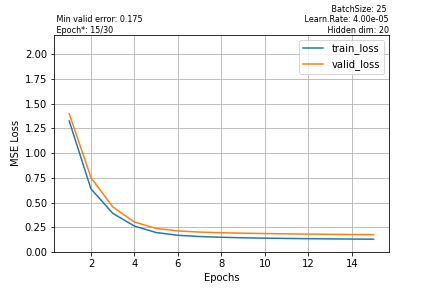 BatchSize: 25
Min valid error: 0.175
Learn.Rate: 4.00e-05
Epoch*: 15/30
Hidden dim: 20
train_loss
valid_loss
2.00
1.75
1.50
1.25
1.00
0.75
0.50
0.25
0.00
MSE Loss
2 4 6 8 10 12 14
Epochs